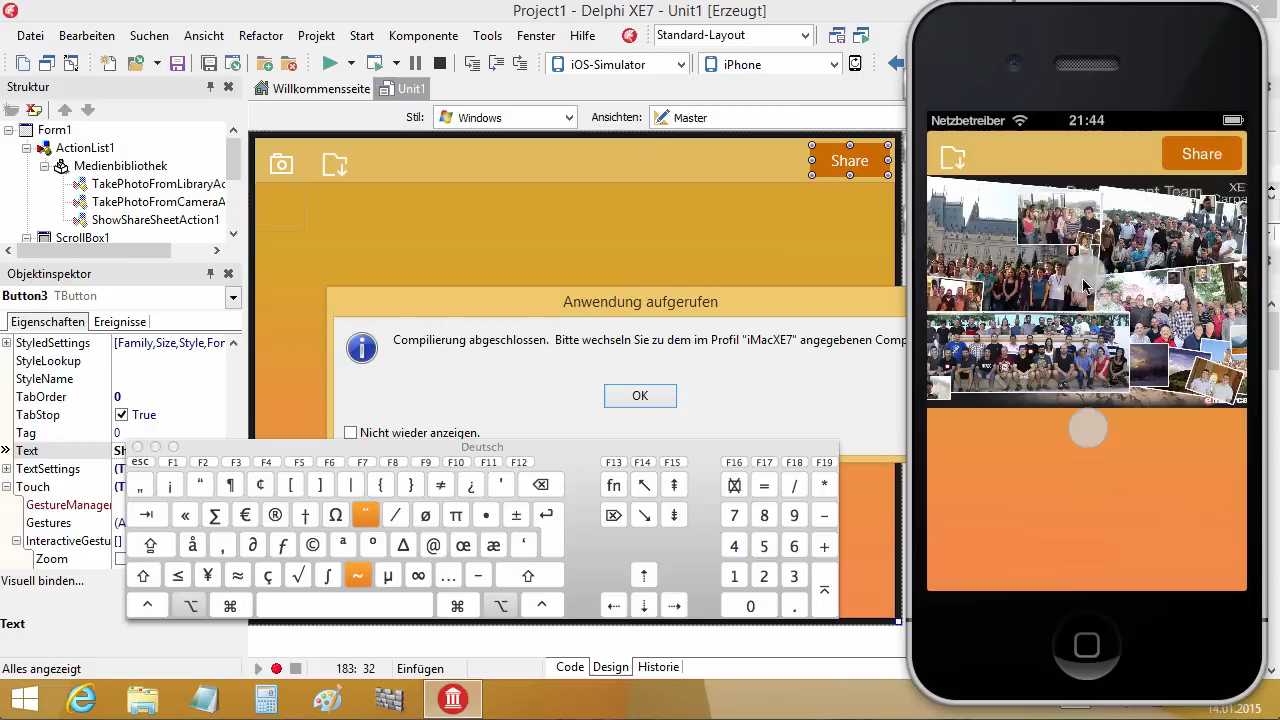 Project1 - Delphi XE7 - Unit1 [Erzeugt]
Datei Bearbeiten Suchen Ansicht Refactor Projekt Start Komponente Tools Fenster Hilfe Standard-Layout
iOS-Simulator iPhone
Struktur
Willkommensseite Unit1
Form1
ActionList1
Medienbibliothek
TakePhotoFromLibraryAc
TakePhotoFromCameraA
ShowShareSheetAction1
ScrollBox1
Stil: Windows Ansichten: Master
Share
Objektinspektor
Button3 TButton
Eigenschaften Ereignisse
StyledSettings [Family,Size,Style,For
StyleLookup
StyleName
TabOrder 0
TabStop True
Tag 0
Text Sh
TextSettings (T
Touch (T
GestureManager
Gestures (A
InteractiveGestu []
Zoom
Visuell binden...
Text
Alles angezeigt
Anwendung aufgerufen
Compilierung abgeschlossen. Bitte wechseln Sie zu dem im Profil "iMacXE7" angegebenen Comp
OK
Nicht wieder anzeigen.
Deutsch
esc F1 F2 F3 F4 F5 F6 F7 F8 F9 F10 F11 F12 F13 F14 F15 F16 F17 F18 F19
„ ¡ “ ¶ ¢ [ ] | { } ≠ ¿ ' fn = / *
« ∑ € ® † Ω ¨ ⁄ ø π • ± 7 8 9 -
å ‚ ∂ ƒ © ª º ∆ @ œ æ ‘ 4 5 6 +
≤ ¥ ≈ ç √ ∫ ~ µ ∞ … – 1 2 3
0 .
183: 32 Einfügen Code Design Historie
Netzbetreiber 21:44
Share
Team
XE
14.01.2015